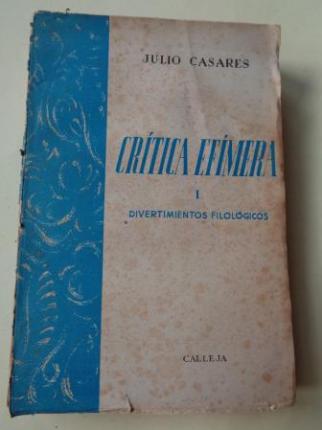 JULIO CASARES
CRÍTICA EFÍMERA
I
DIVERTIMIENTOS FILOLÓGICOS
CALLEJA